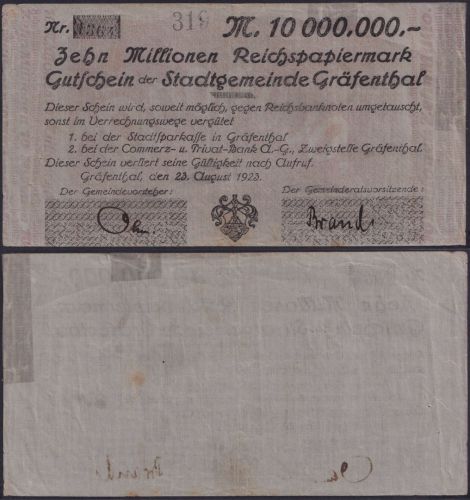 Nr. 1363
319
M. 10 000.000,-
Zehn Millionen Reichspapiermark
Gutschein der Stadtgemeinde Gräfenthal
Dieser Schein wird, soweit möglich, gegen Reichsbanknoten umgetauscht,
sonst im Verrechnungswege vergütet
1. bei der Stadtsparkasse in Gräfenthal
2. bei der Commerz- u. Privat-Bank A.-G., Zweigstelle Gräfenthal.
Dieser Schein verliert seine Gültigkeit nach Aufruf.
Gräfenthal, den 23. August 1923.
Der Gemeindevorsteher:
Der Gemeinderatsvorsitzende:
Brandt